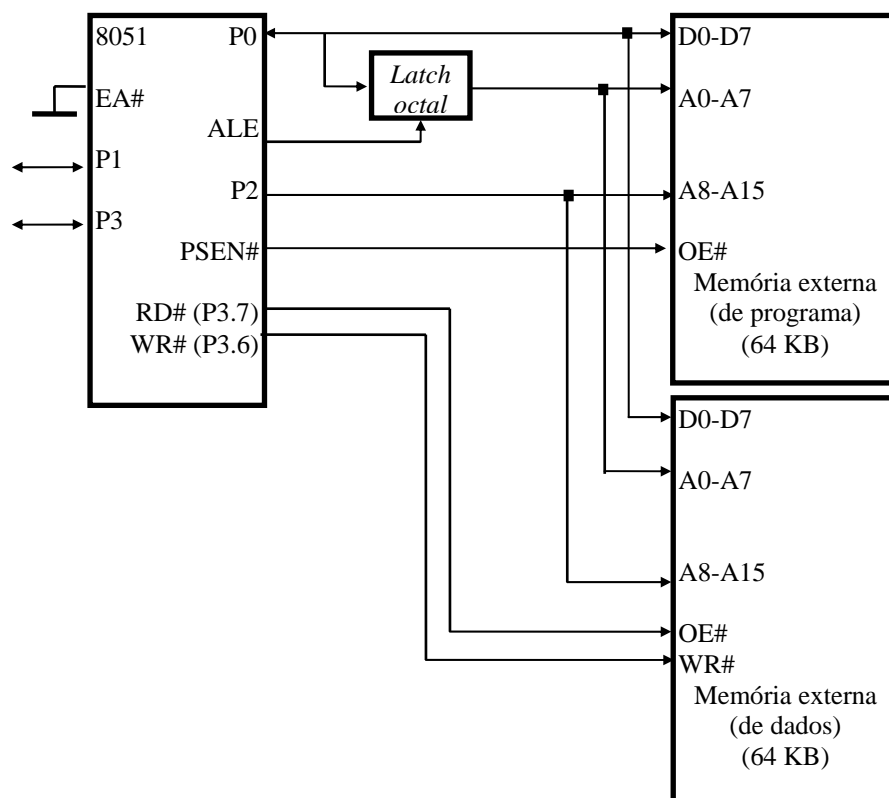 8051
P0
EA#
ALE
P1
P2
P3
PSEN#
RD# (P3.7)
WR# (P3.6)
Latch
octal
D0-D7
A0-A7
A8-A15
OE#
Memória externa
(de programa)
(64 KB)
D0-D7
A0-A7
A8-A15
OE#
WR#
Memória externa
(de dados)
(64 KB)